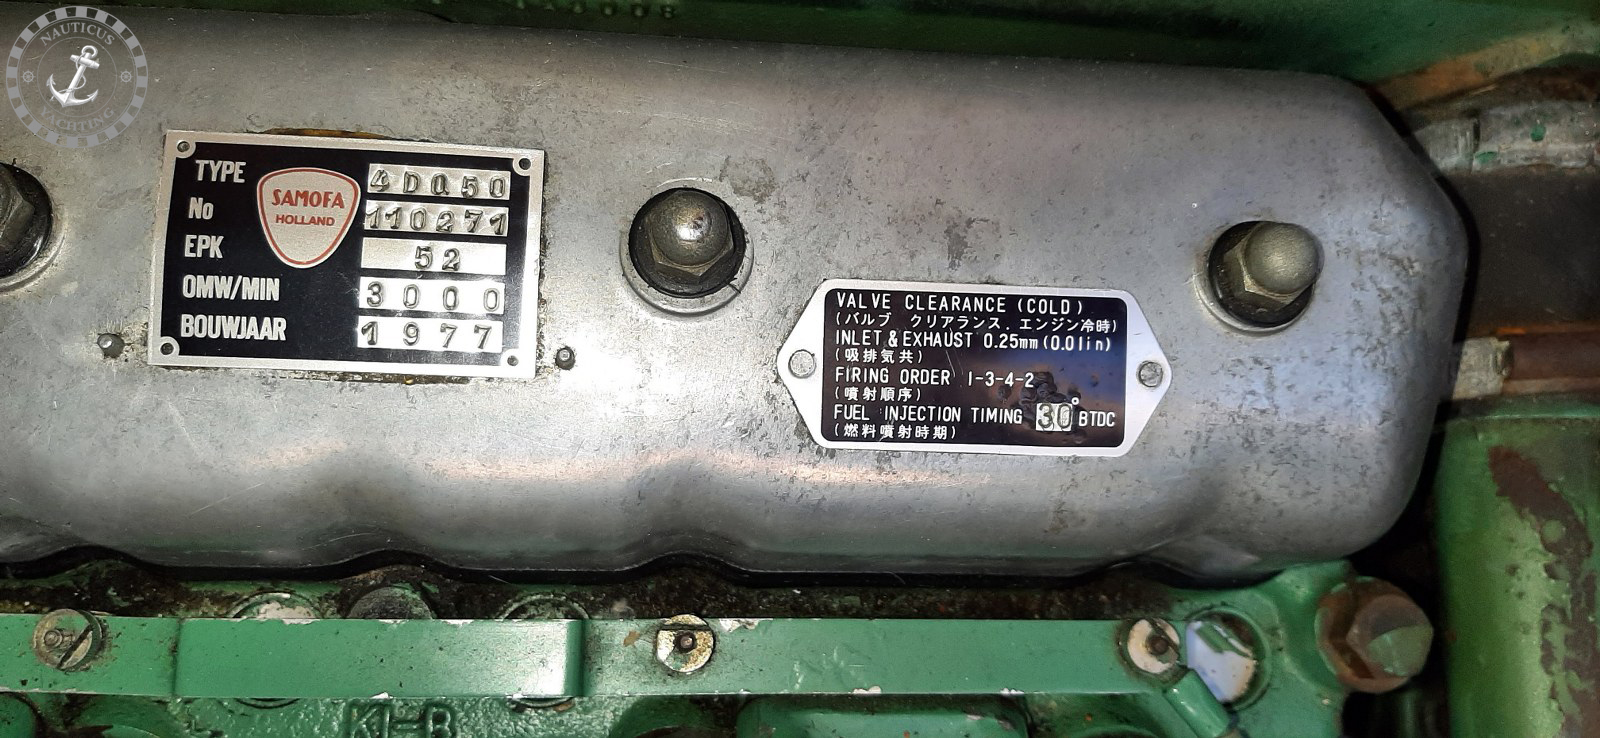 NAUTICUS
YACHTING
TYPE 4DQ50
SAMOFA
HOLLAND
No 110271
EPK 52
OMW/MIN 3000
BOUWJAAR 1977
VALVE CLEARANCE (COLD)
(バルブ クリアランス．エンジン冷時)
INLET & EXHAUST 0.25mm (0.01in)
(吸排気共)
FIRING ORDER 1-3-4-2
(噴射順序)
FUEL INJECTION TIMING 30° BTDC
(燃料噴射時期)